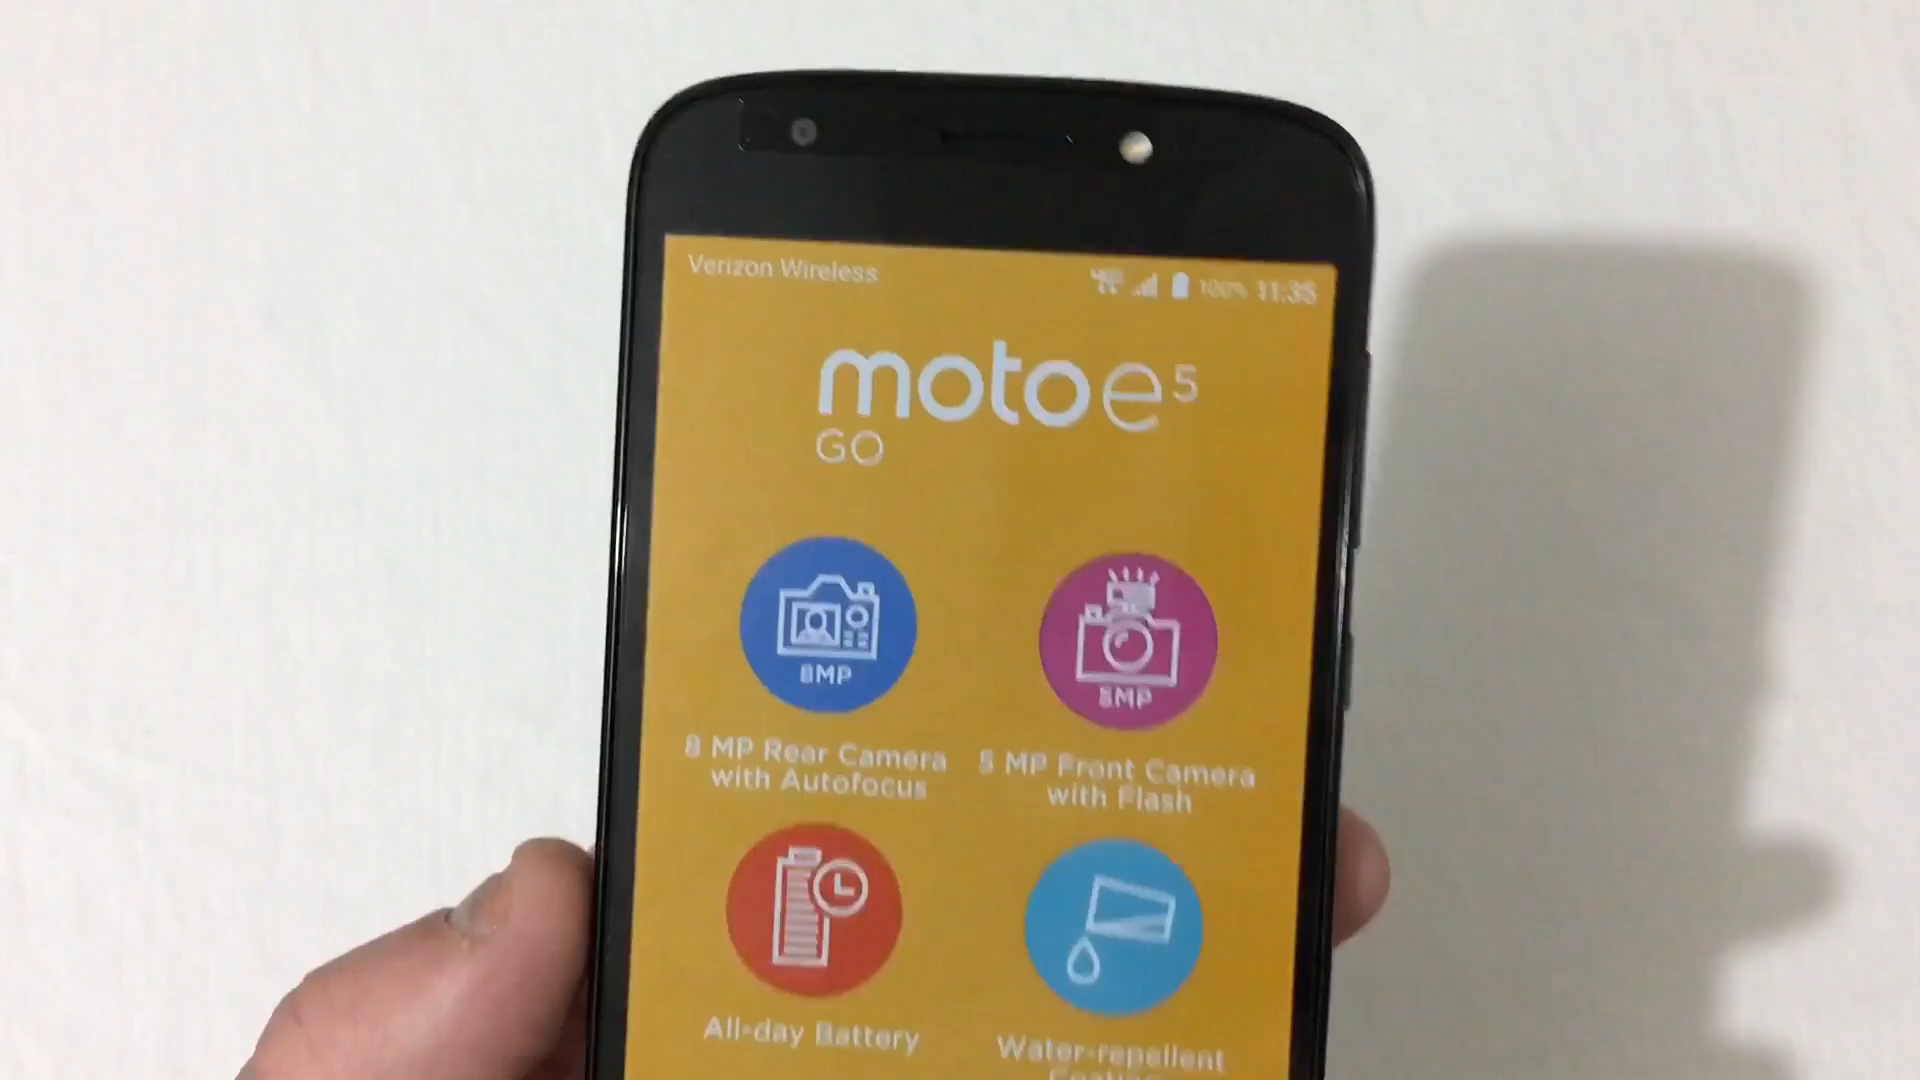 Verizon Wireless
100% 11:35
moto e5
GO
8MP
5MP
8 MP Rear Camera
with Autofocus
5 MP Front Camera
with Flash
All-day Battery
Water-repellent
Coating